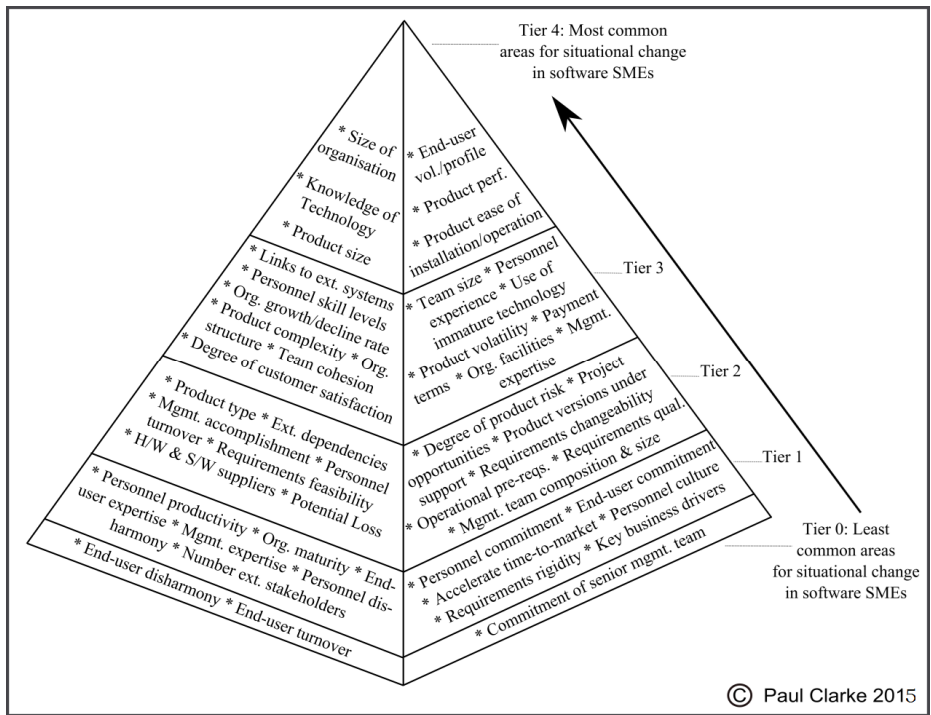 Tier 4: Most common
areas for situational change
in software SMEs
* Size of
organisation
* Knowledge of
Technology
* Product size
* End-user
vol./profile
* Product perf.
* Product ease of
installation/operation
Tier 3
* Links to ext. systems
* Personnel skill levels
* Org. growth/decline rate
* Product complexity * Org.
structure * Team cohesion
* Degree of customer satisfaction
* Team size * Personnel
experience * Use of
immature technology
* Product volatility * Payment
terms * Org. facilities * Mgmt.
expertise
Tier 2
* Product type * Ext. dependencies
* Mgmt. accomplishment * Personnel
turnover * Requirements feasibility
* H/W & S/W suppliers * Potential Loss
* Degree of product risk * Project
opportunities * Product versions under
support * Requirements changeability
* Operational pre-reqs. * Requirements qual.
* Mgmt. team composition & size
Tier 1
* Personnel productivity * Org. maturity * End-
user expertise * Mgmt. expertise * Personnel dis-
harmony * Number ext. stakeholders
* Personnel commitment * End-user commitment
* Accelerate time-to-market * Personnel culture
* Requirements rigidity * Key business drivers
Tier 0: Least
common areas
for situational change
in software SMEs
* End-user disharmony * End-user turnover
* Commitment of senior mgmt. team
© Paul Clarke 2015